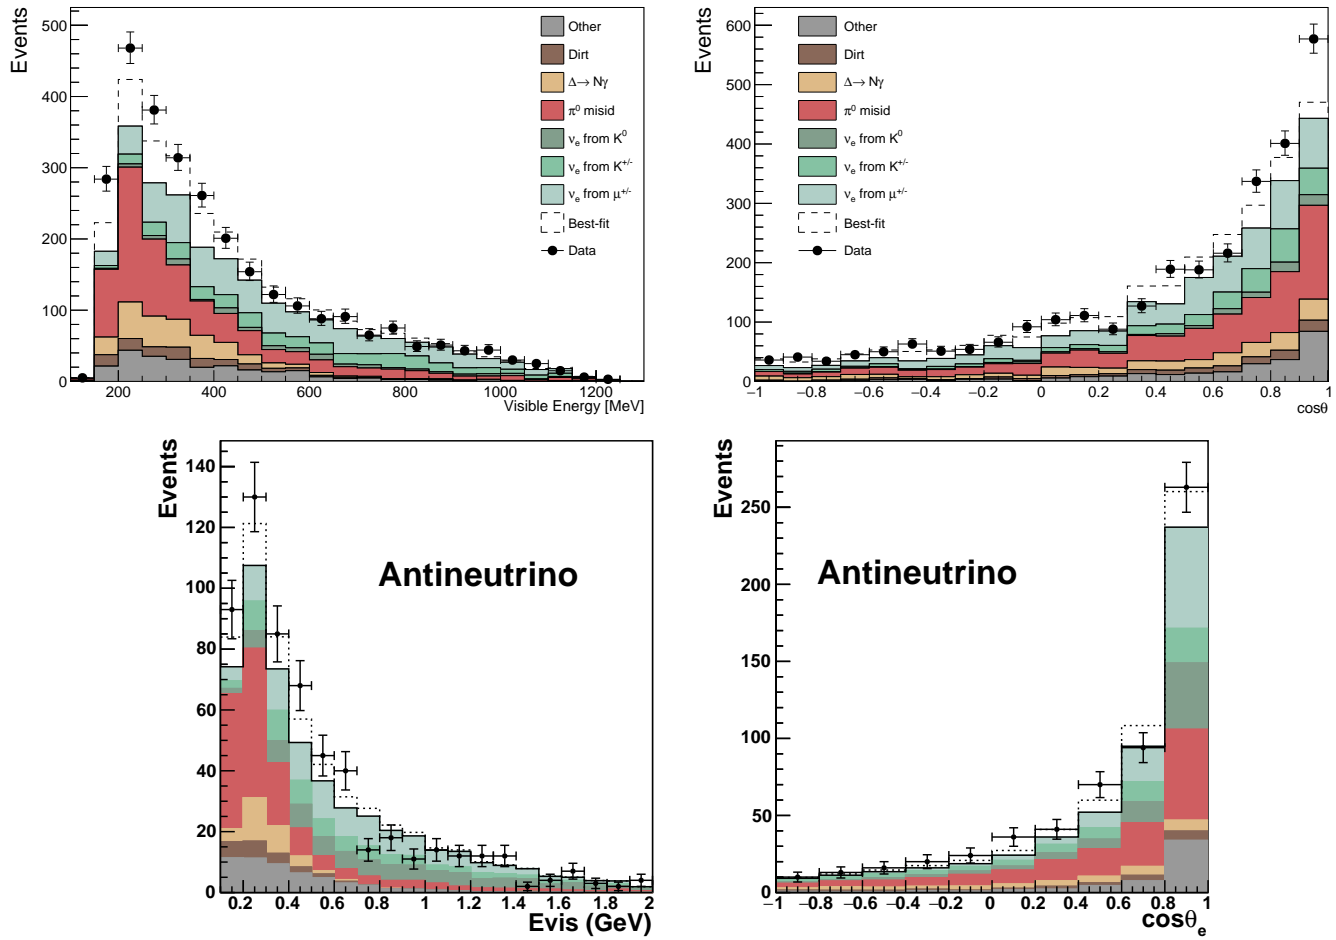 Events
500
400
300
200
100
0
200
400
600
800
1000
1200
Visible Energy [MeV]
Other
Dirt
Δ→ Nγ
π⁰ misid
νₑ from K⁰
νₑ from K⁺/⁻
νₑ from μ⁺/⁻
Best-fit
Data
Events
600
500
400
300
200
100
0
−1
−0.8
−0.6
−0.4
−0.2
0
0.2
0.4
0.6
0.8
1
cosθ
Other
Dirt
Δ→ Nγ
π⁰ misid
νₑ from K⁰
νₑ from K⁺/⁻
νₑ from μ⁺/⁻
Best-fit
Data
Events
140
120
100
80
60
40
20
0
0.2
0.4
0.6
0.8
1
1.2
1.4
1.6
1.8
2
Evis (GeV)
Antineutrino
Events
250
200
150
100
50
0
−1
−0.8
−0.6
−0.4
−0.2
0
0.2
0.4
0.6
0.8
1
cosθₑ
Antineutrino